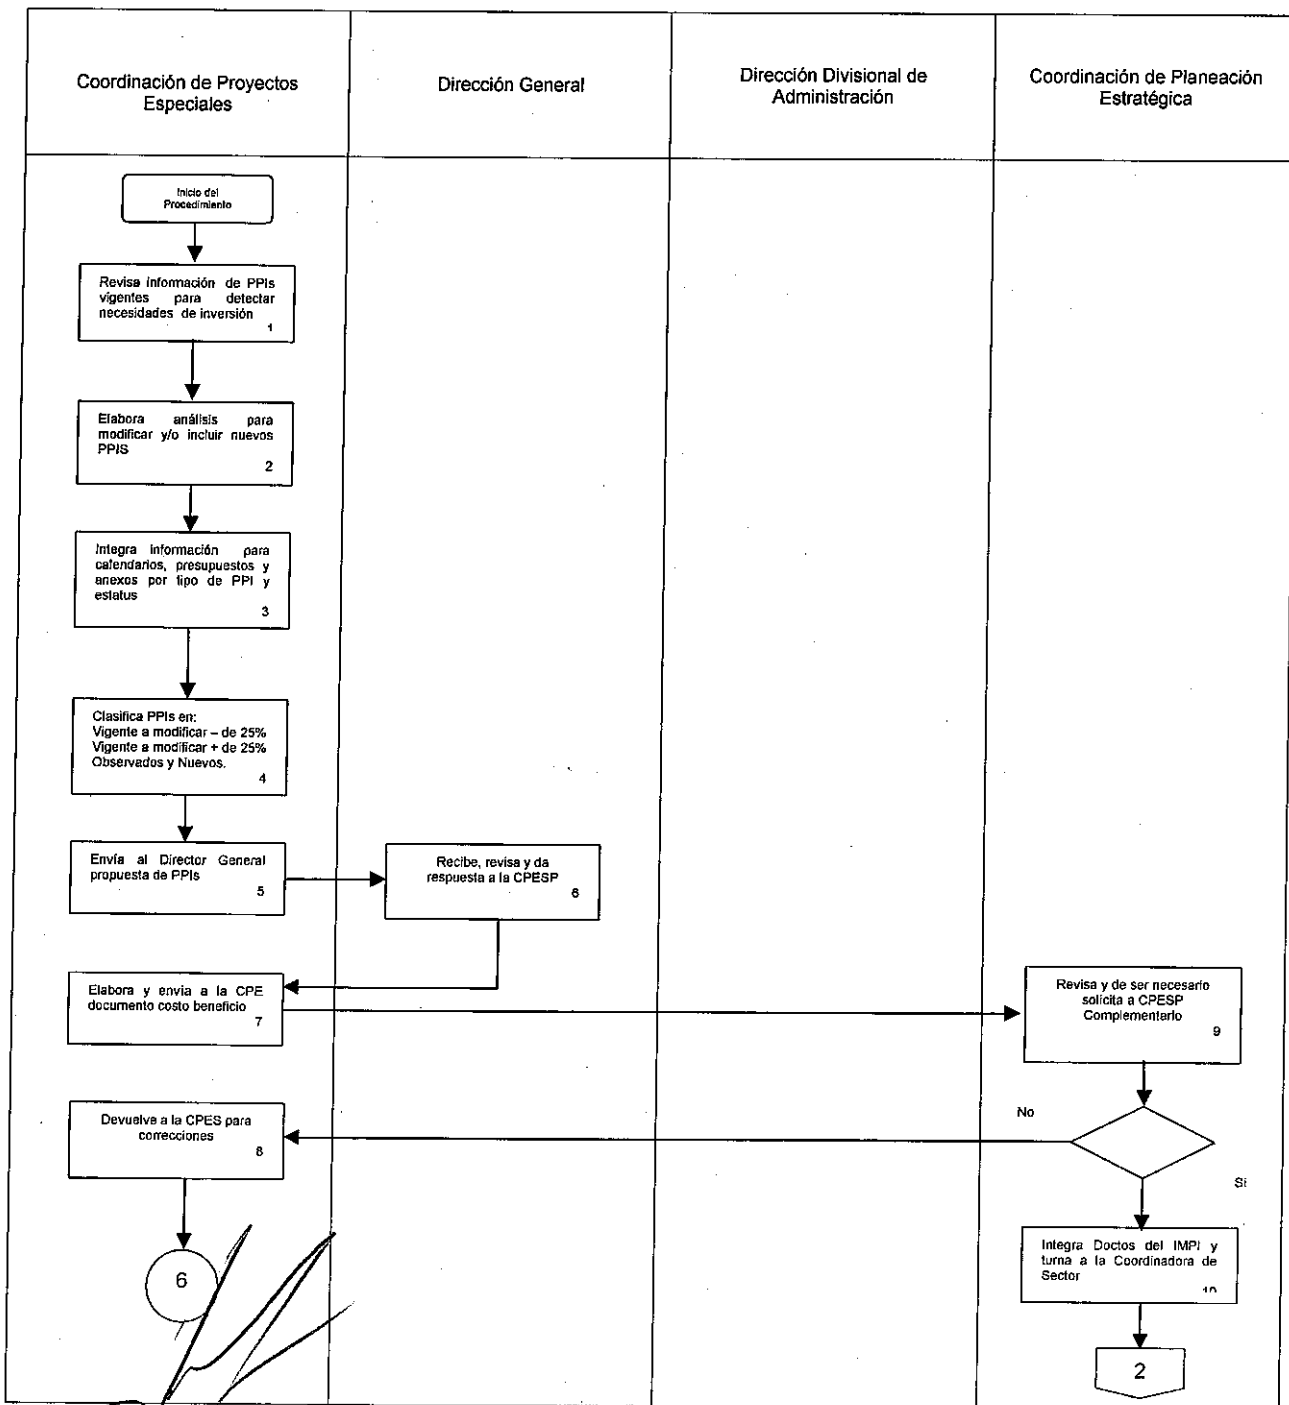 Coordinación de Proyectos
Especiales
Dirección General
Dirección Divisional de
Administración
Coordinación de Planeación
Estratégica
Inicio del
Procedimiento
Revisa información de PPIs
vigentes para detectar
necesidades de inversión
1
Elabora análisis para
modificar y/o incluir nuevos
PPIS
2
Integra información para
calendarios, presupuestos y
anexos por tipo de PPI y
estatus
3
Clasifica PPIs en:
Vigente a modificar – de 25%
Vigente a modificar + de 25%
Observados y Nuevos.
4
Envía al Director General
propuesta de PPIs
5
Recibe, revisa y da
respuesta a la CPESP
6
Elabora y envia a la CPE
documento costo beneficio
7
Revisa y de ser necesario
solicita a CPESP
Complementario
9
Devuelve a la CPES para
correcciones
8
No
Si
6
Integra Doctos del IMPI y
turna a la Coordinadora de
Sector
10
2